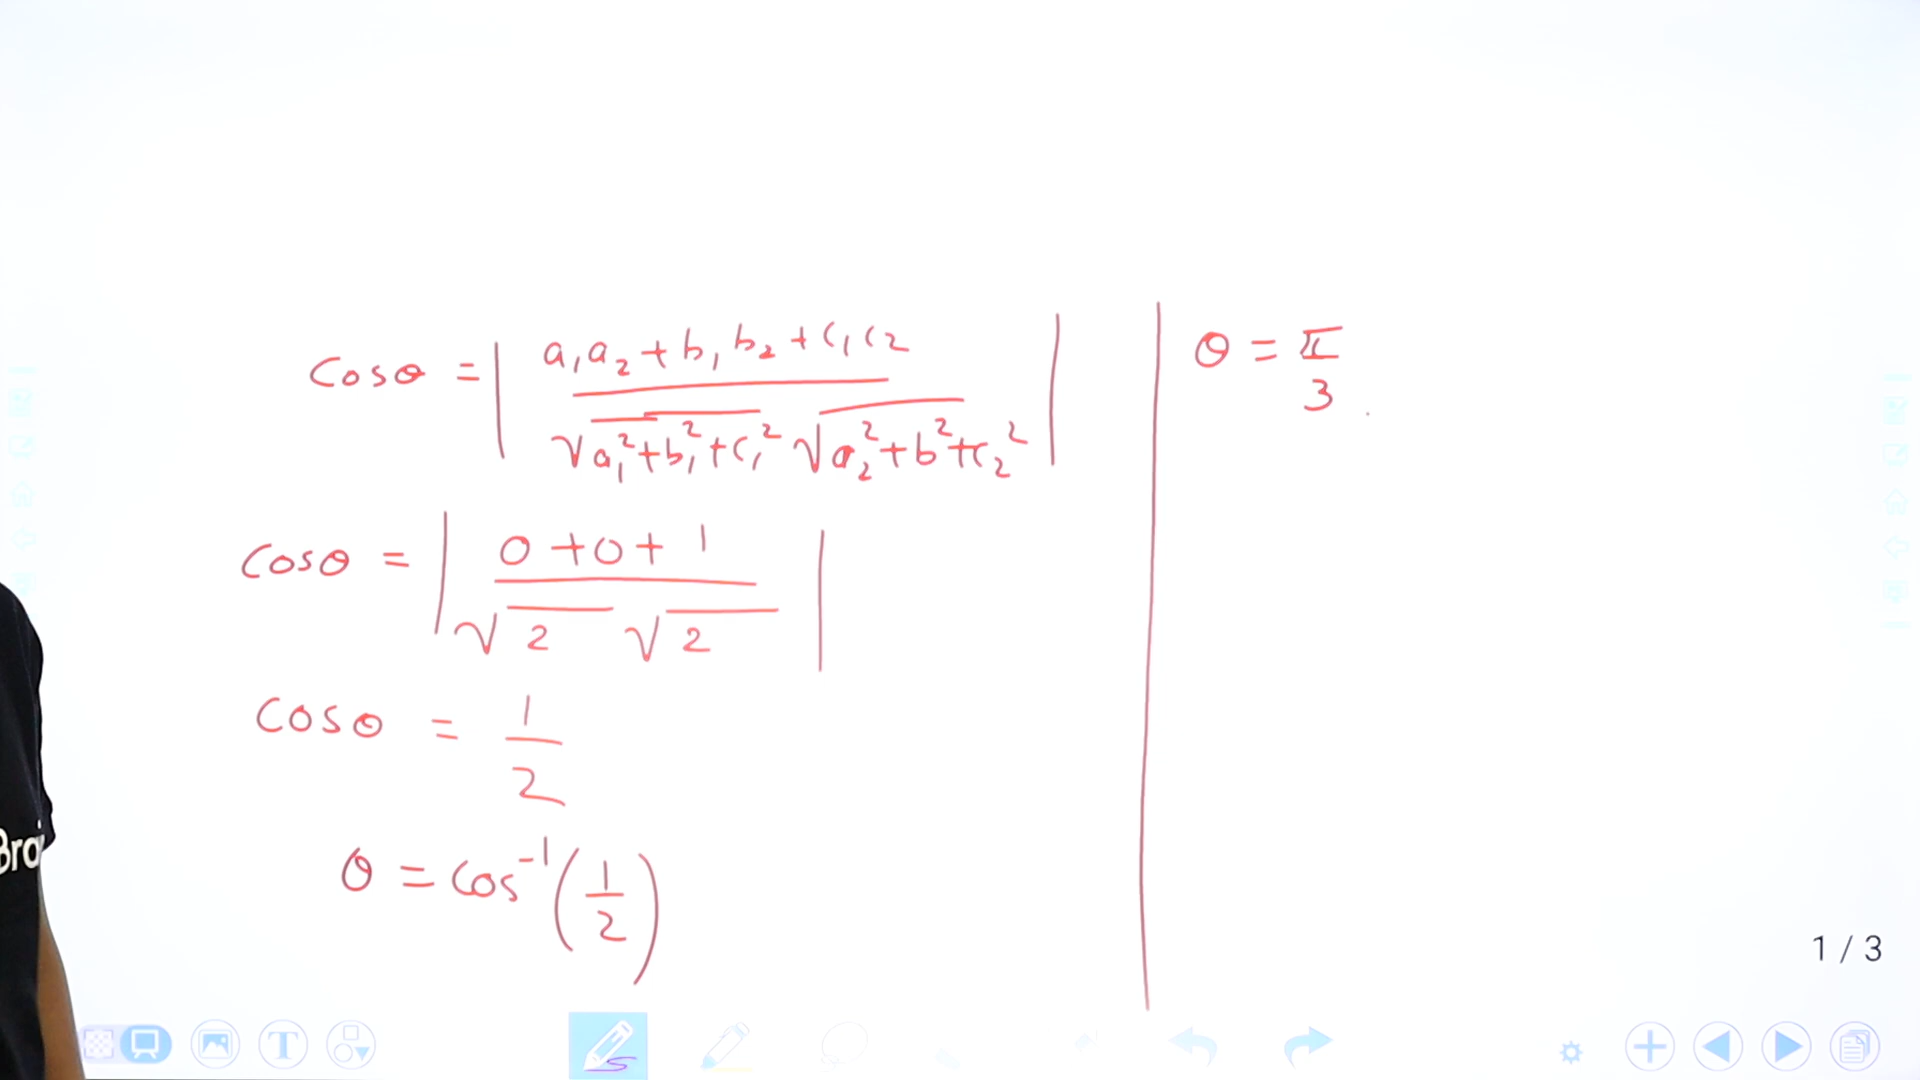 cosθ = | a₁a₂ + b₁b₂ + c₁c₂ / √a₁² + b₁² + c₁² √a₂² + b² + c₂² |
cosθ = | 0 + 0 + 1 / √2 √2 |
cosθ = 1/2
θ = cos⁻¹(1/2)
θ = π/3
Bra
1 / 3
T